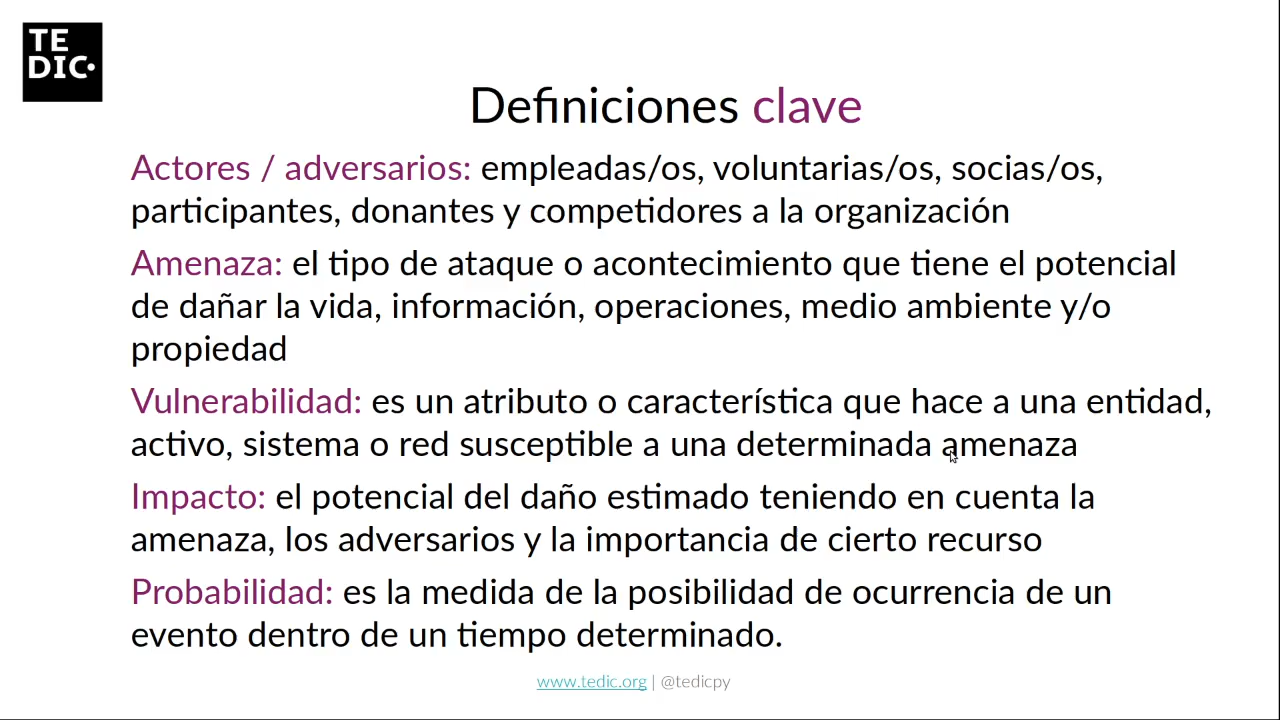 TE
DIC•
Definiciones clave
Actores / adversarios: empleadas/os, voluntarias/os, socias/os,
participantes, donantes y competidores a la organización
Amenaza: el tipo de ataque o acontecimiento que tiene el potencial
de dañar la vida, información, operaciones, medio ambiente y/o
propiedad
Vulnerabilidad: es un atributo o característica que hace a una entidad,
activo, sistema o red susceptible a una determinada amenaza
Impacto: el potencial del daño estimado teniendo en cuenta la
amenaza, los adversarios y la importancia de cierto recurso
Probabilidad: es la medida de la posibilidad de ocurrencia de un
evento dentro de un tiempo determinado.
www.tedic.org | @tedicpy